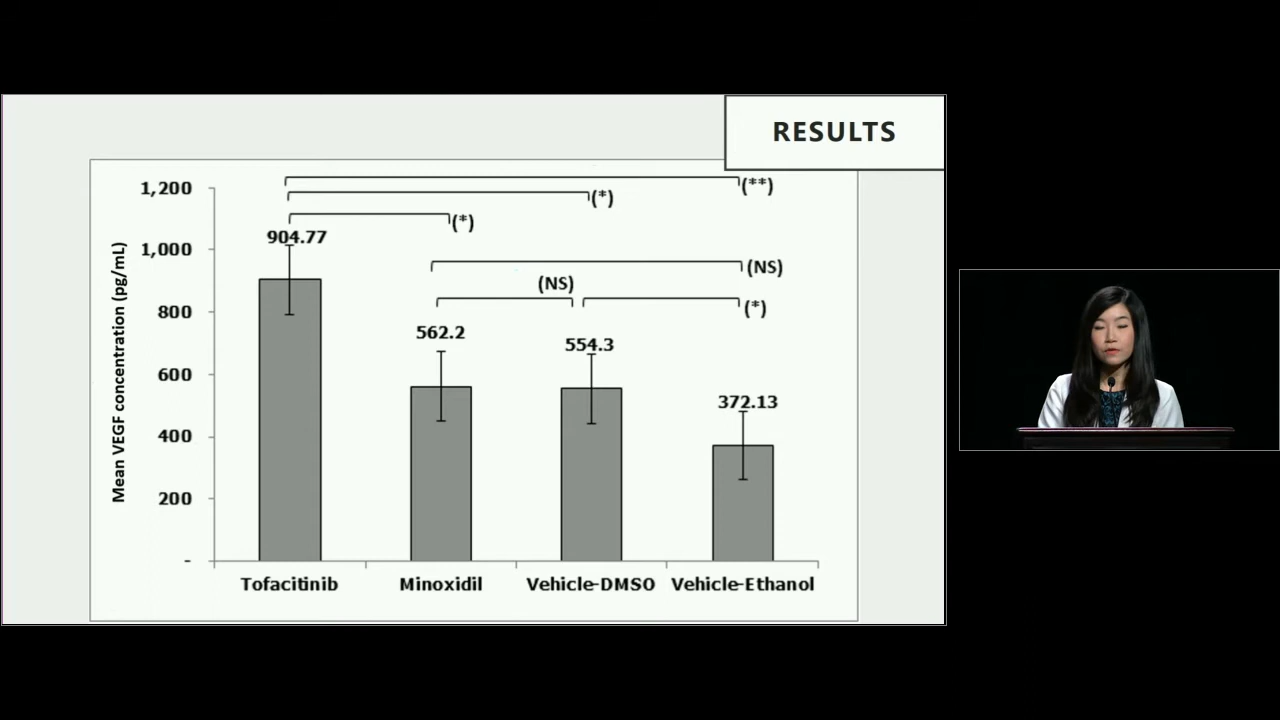 RESULTS
Mean VEGF concentration (pg/mL)
1,200
1,000
800
600
400
200
-
(**)
(*)
(*)
(NS)
(NS)
(*)
904.77
562.2
554.3
372.13
Tofacitinib
Minoxidil
Vehicle-DMSO
Vehicle-Ethanol